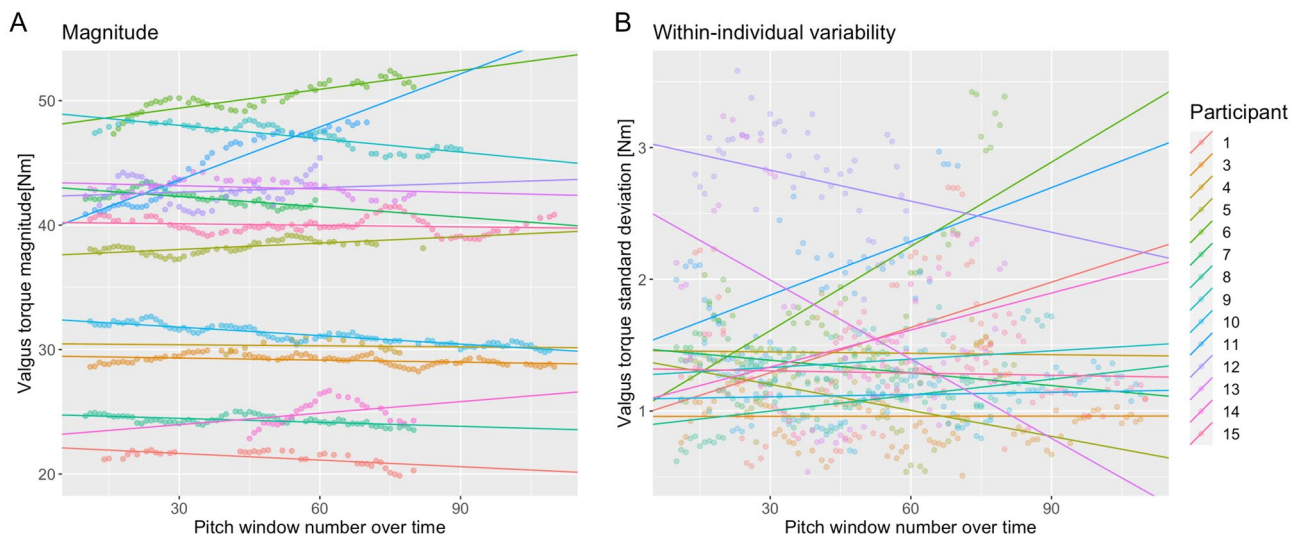 A Magnitude
Valgus torque magnitude[Nm]
50
40
30
20
30 60 90
Pitch window number over time
B Within-individual variability
Valgus torque standard deviation [Nm]
3
2
1
30 60 90
Pitch window number over time
Participant
1
3
4
5
6
7
8
9
10
11
12
13
14
15